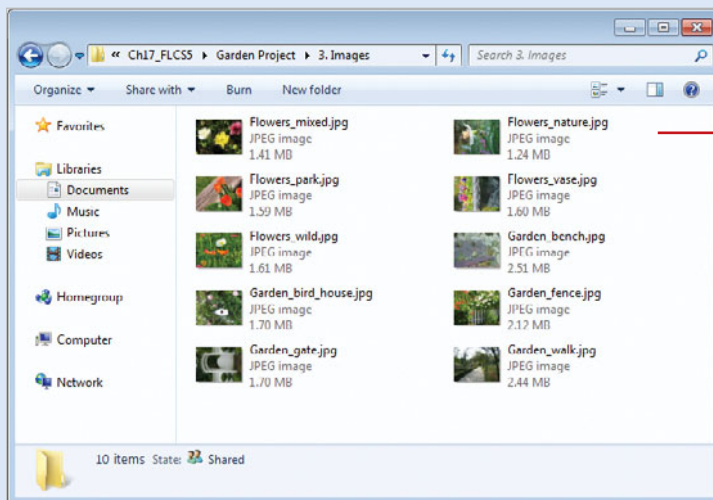 « Ch17_FLCS5 ▸ Garden Project ▸ 3. Images
Search 3. Images
Organize Share with Burn New folder
Favorites
Libraries
Documents
Music
Pictures
Videos
Homegroup
Computer
Network
Flowers_mixed.jpg
JPEG image
1.41 MB
Flowers_nature.jpg
JPEG image
1.24 MB
Flowers_park.jpg
JPEG image
1.59 MB
Flowers_vase.jpg
JPEG image
1.60 MB
Flowers_wild.jpg
JPEG image
1.61 MB
Garden_bench.jpg
JPEG image
2.51 MB
Garden_bird_house.jpg
JPEG image
1.70 MB
Garden_fence.jpg
JPEG image
2.12 MB
Garden_gate.jpg
JPEG image
1.70 MB
Garden_walk.jpg
JPEG image
2.44 MB
10 items State: Shared